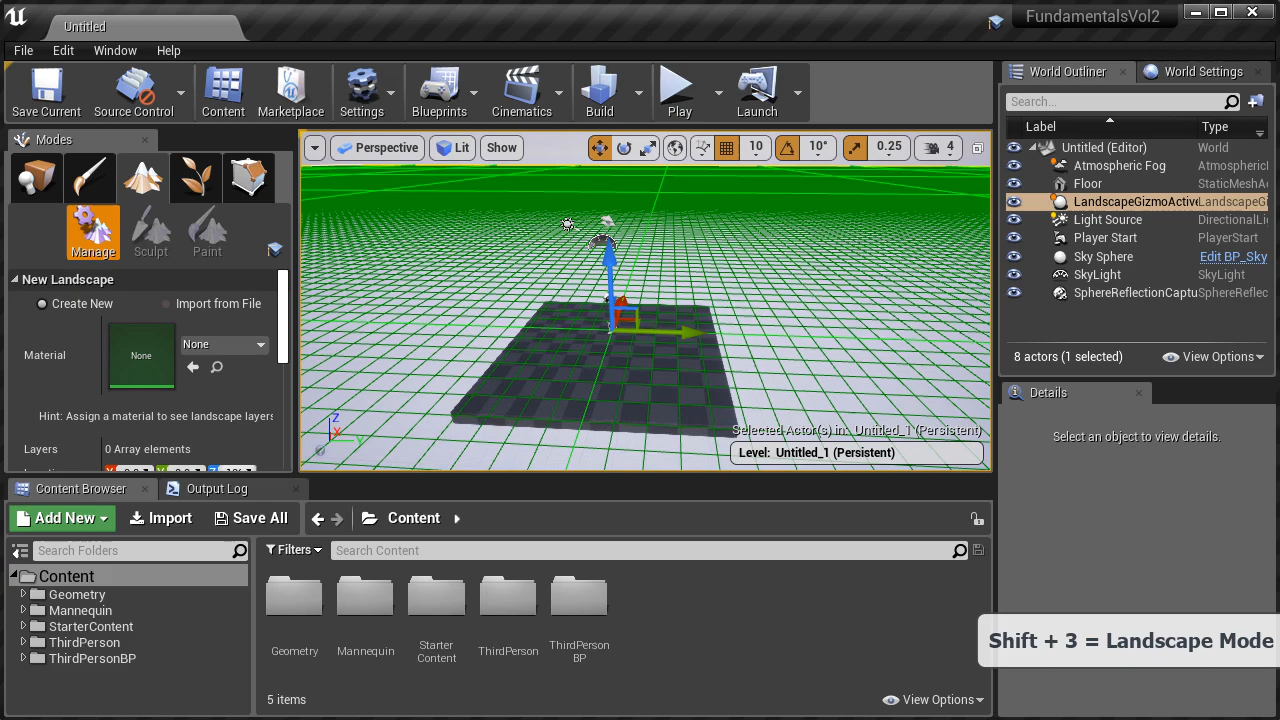 Untitled
FundamentalsVol2
File Edit Window Help
Save Current Source Control Content Marketplace Settings Blueprints Cinematics Build Play Launch
World Outliner World Settings
Search...
Label Type
Untitled (Editor) World
Atmospheric Fog Atmospheric
Floor StaticMeshA
LandscapeGizmoActive LandscapeGi
Light Source DirectionalLi
Player Start PlayerStart
Sky Sphere Edit BP_Sky
SkyLight SkyLight
SphereReflectionCaptu SphereReflec
8 actors (1 selected) View Options
Modes
Manage Sculpt Paint
New Landscape
Create New Import from File
Material None None
Hint: Assign a material to see landscape layers
Layers 0 Array elements
Perspective Lit Show 10 10° 0.25 4
Z
X
Y
Selected Actor(s) in: Untitled_1 (Persistent)
Level: Untitled_1 (Persistent)
Details
Select an object to view details.
Content Browser Output Log
Add New Import Save All Content
Search Folders
Filters Search Content
Content
Geometry
Mannequin
StarterContent
ThirdPerson
ThirdPersonBP
Geometry Mannequin Starter Content ThirdPerson ThirdPerson BP
5 items View Options
Shift + 3 = Landscape Mode